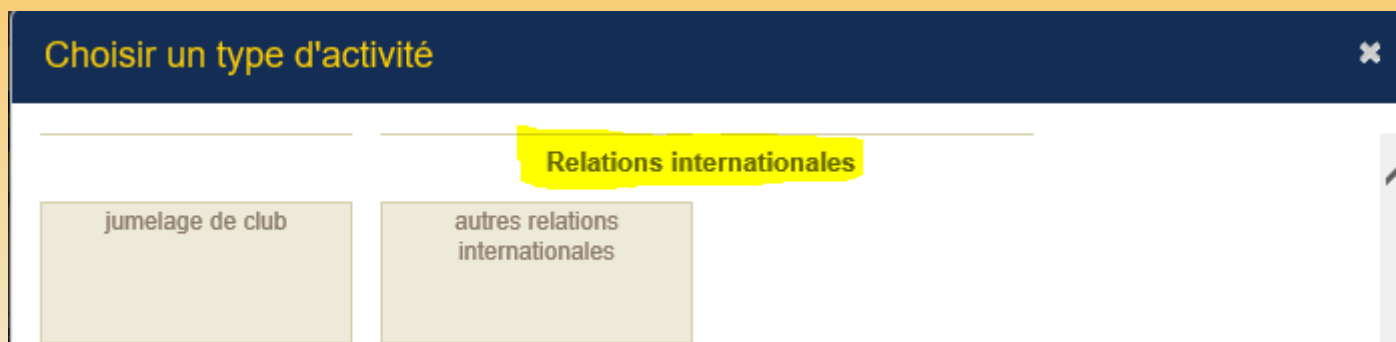 Choisir un type d'activité
Relations internationales
jumelage de club
autres relations
internationales